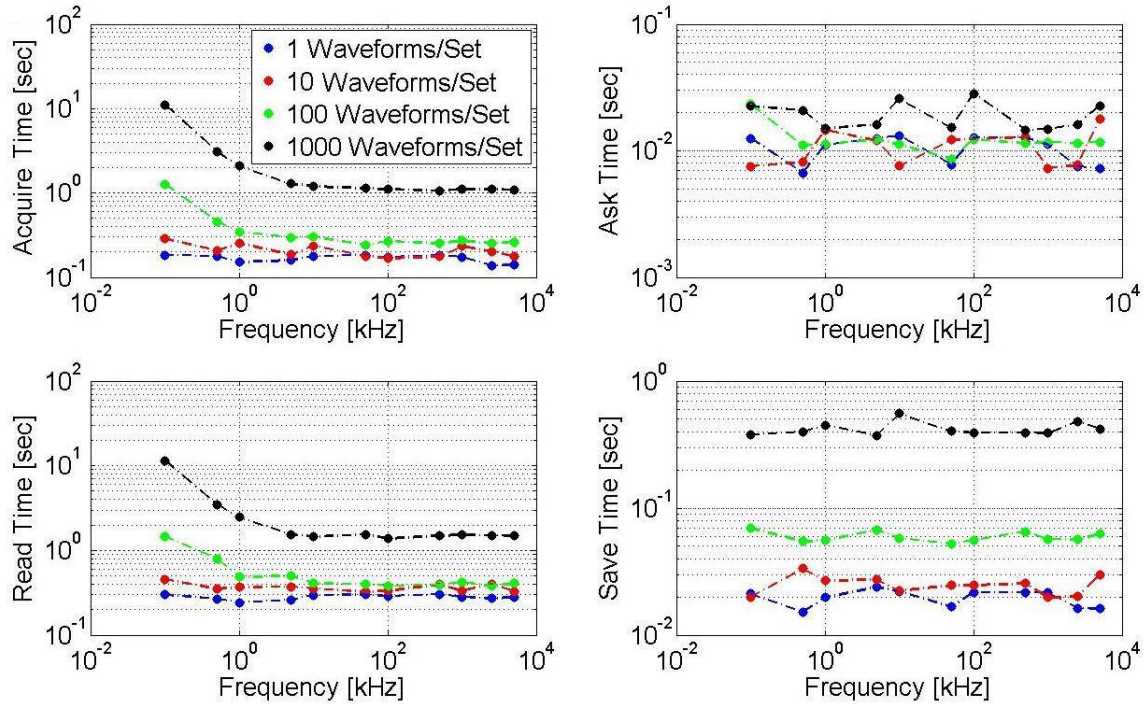 10^2
10^1
10^0
10^-1
Acquire Time [sec]
1 Waveforms/Set
10 Waveforms/Set
100 Waveforms/Set
1000 Waveforms/Set
10^-2
10^0
10^2
10^4
Frequency [kHz]
10^-1
10^-2
10^-3
Ask Time [sec]
10^-2
10^0
10^2
10^4
Frequency [kHz]
10^2
10^1
10^0
10^-1
Read Time [sec]
10^-2
10^0
10^2
10^4
Frequency [kHz]
10^0
10^-1
10^-2
Save Time [sec]
10^-2
10^0
10^2
10^4
Frequency [kHz]